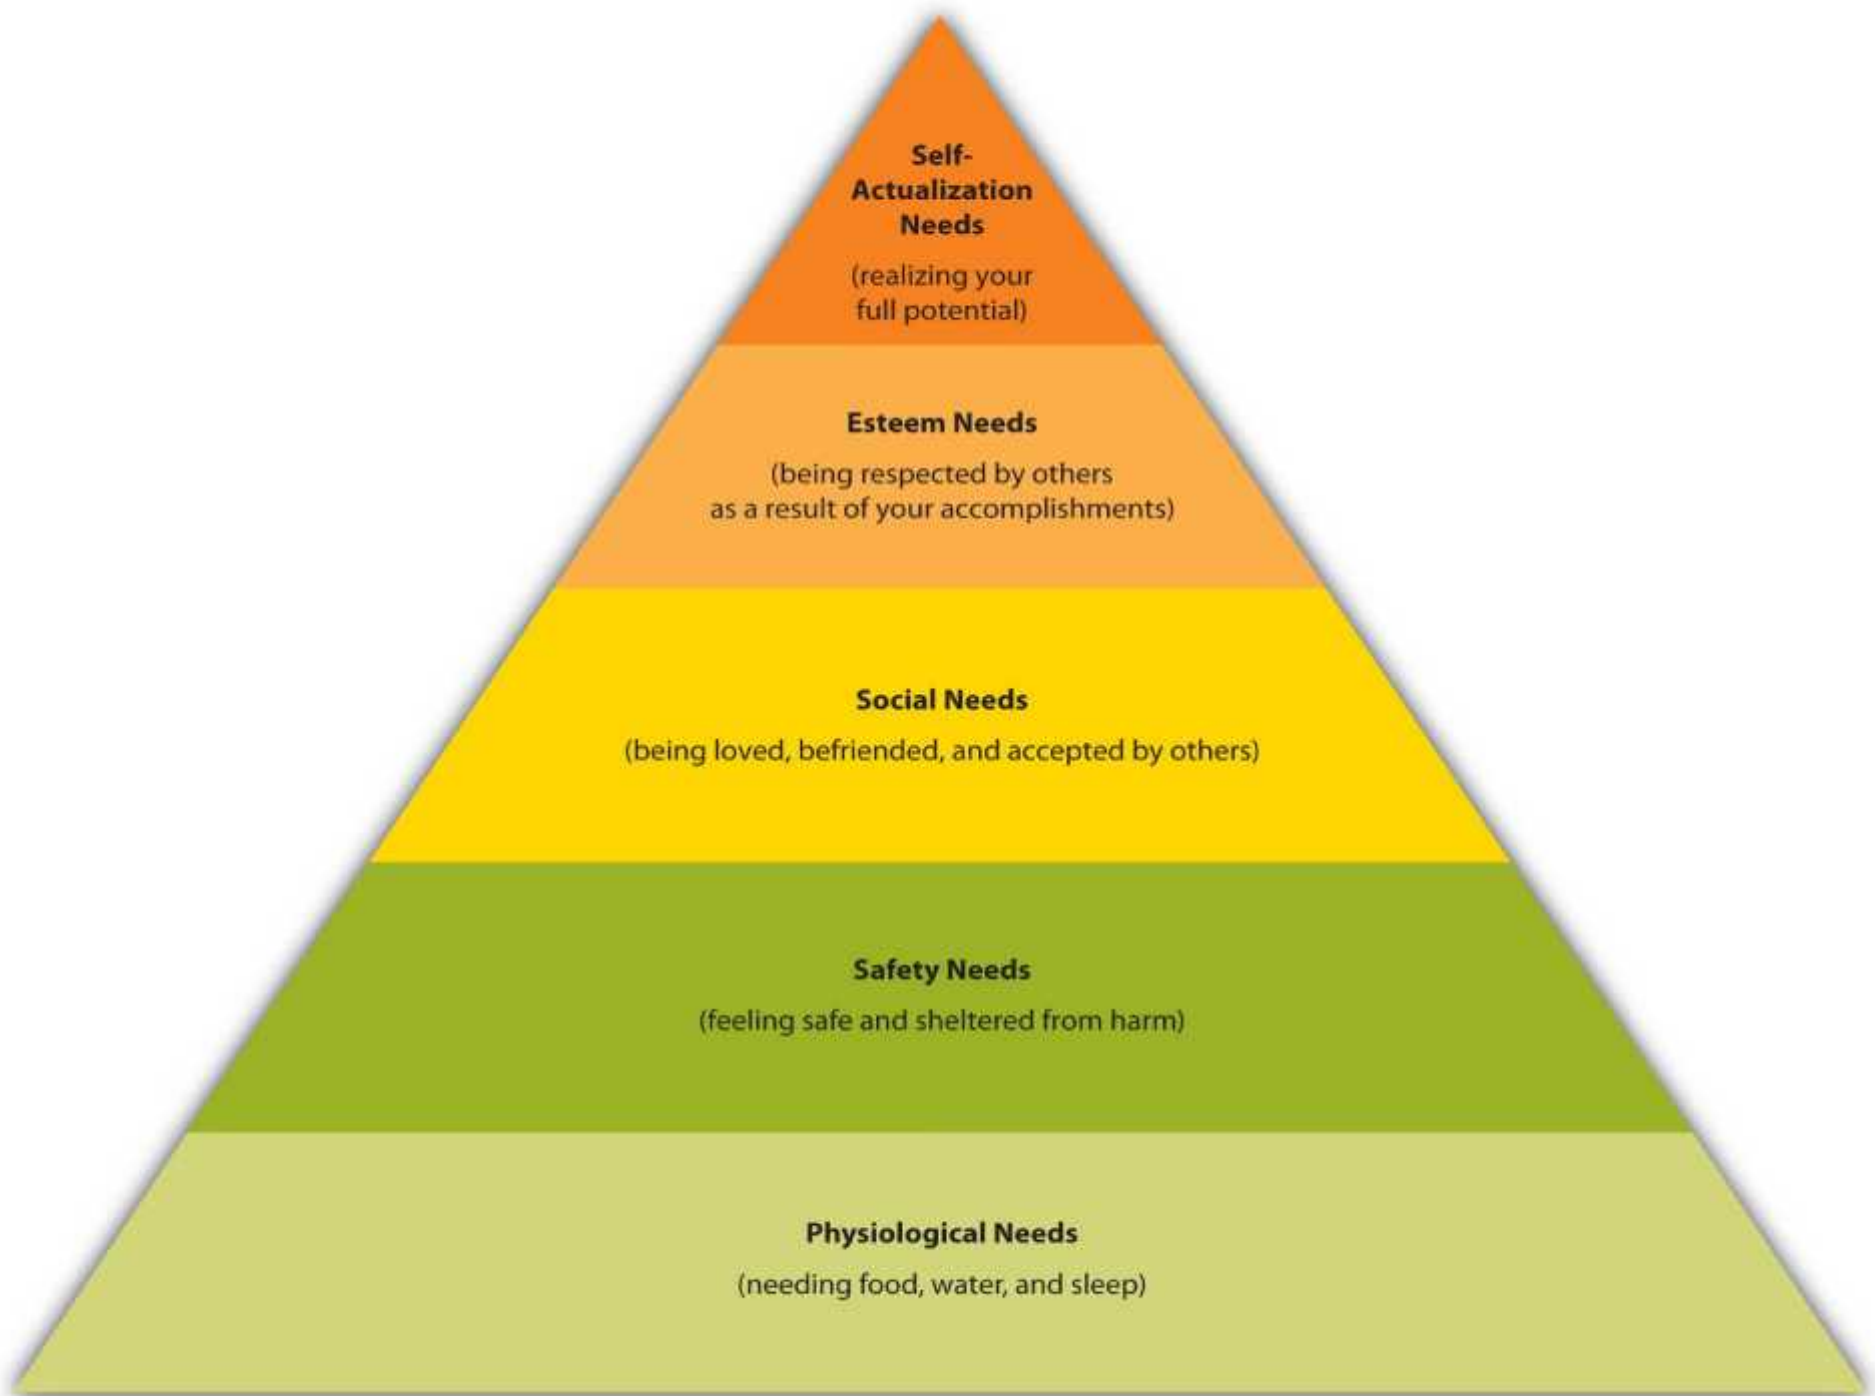 Self-
Actualization
Needs
(realizing your
full potential)
Esteem Needs
(being respected by others
as a result of your accomplishments)
Social Needs
(being loved, befriended, and accepted by others)
Safety Needs
(feeling safe and sheltered from harm)
Physiological Needs
(needing food, water, and sleep)